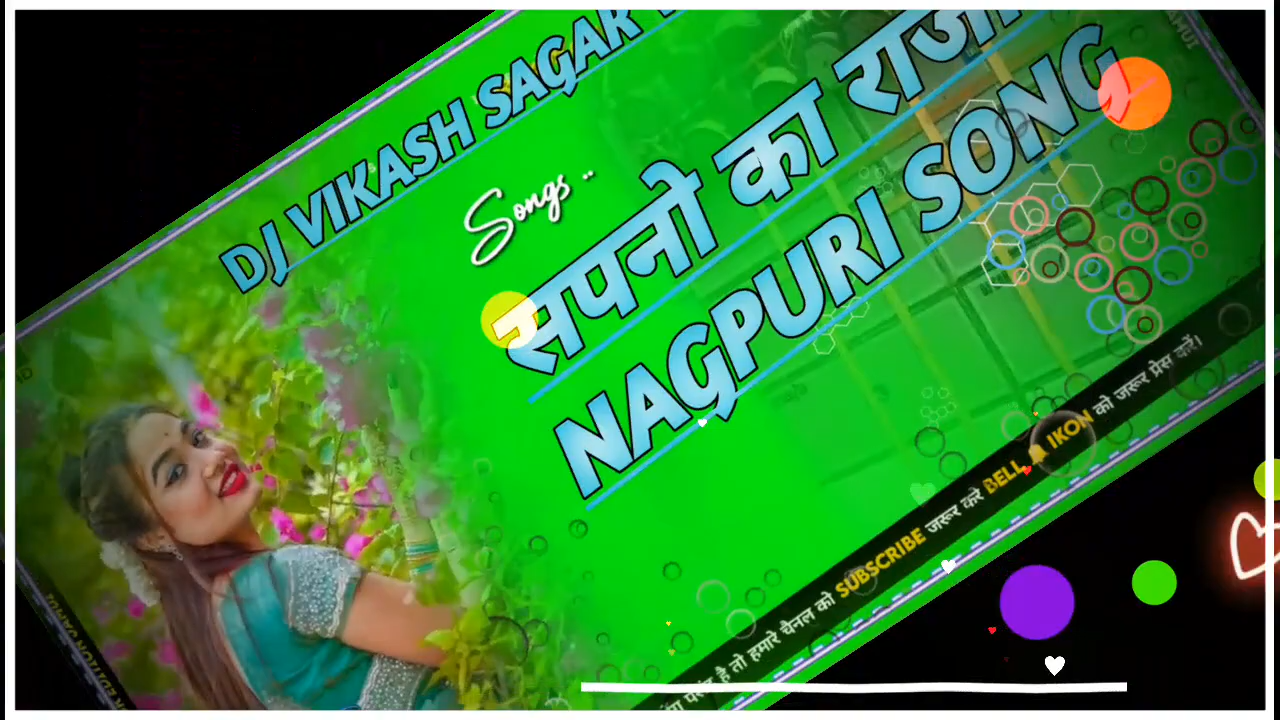 DJ VIKASH SAGAR
Songs ..
सपनो का राजा
NAGPURI SONG
है तो हमारे चैनल को SUBSCRIBE जरूर करे BELL 🔔 IKON को जरूर प्रेस करें।